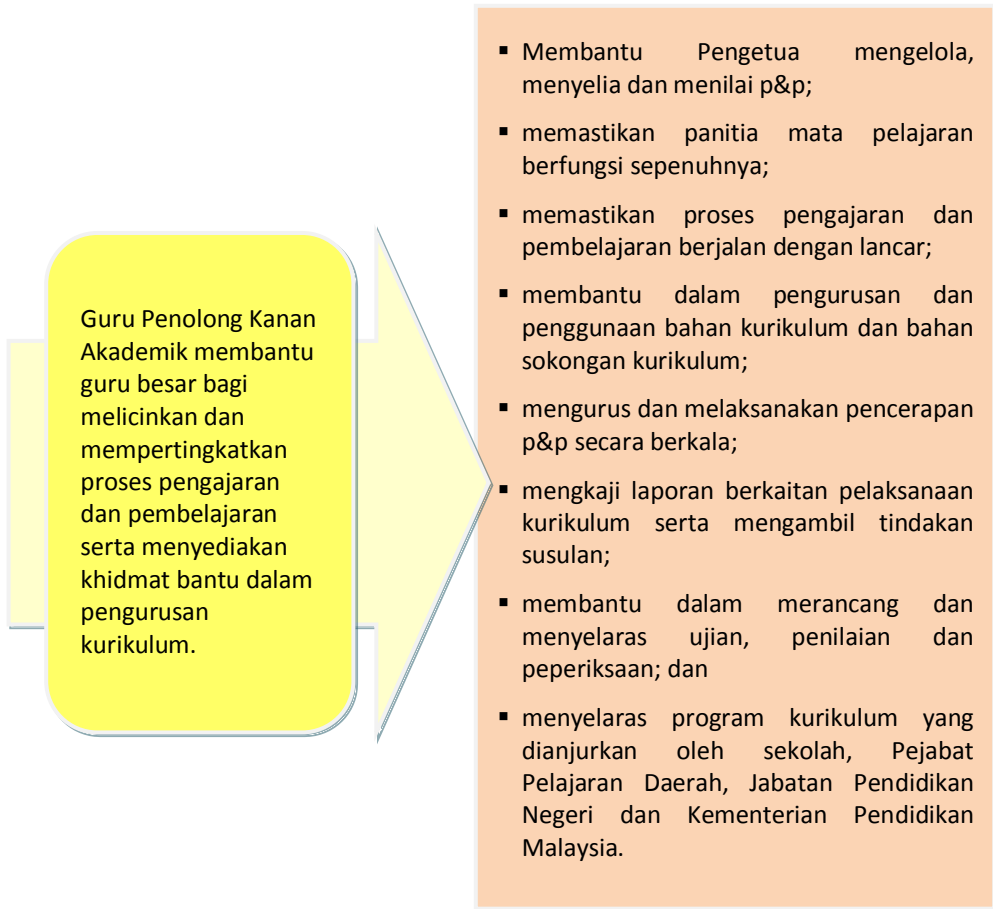 Guru Penolong Kanan
Akademik membantu
guru besar bagi
melicinkan dan
mempertingkatkan
proses pengajaran
dan pembelajaran
serta menyediakan
khidmat bantu dalam
pengurusan
kurikulum.
▪ Membantu Pengetua mengelola,
menyelia dan menilai p&p;
▪ memastikan panitia mata pelajaran
berfungsi sepenuhnya;
▪ memastikan proses pengajaran dan
pembelajaran berjalan dengan lancar;
▪ membantu dalam pengurusan dan
penggunaan bahan kurikulum dan bahan
sokongan kurikulum;
▪ mengurus dan melaksanakan pencerapan
p&p secara berkala;
▪ mengkaji laporan berkaitan pelaksanaan
kurikulum serta mengambil tindakan
susulan;
▪ membantu dalam merancang dan
menyelaras ujian, penilaian dan
peperiksaan; dan
▪ menyelaras program kurikulum yang
dianjurkan oleh sekolah, Pejabat
Pelajaran Daerah, Jabatan Pendidikan
Negeri dan Kementerian Pendidikan
Malaysia.